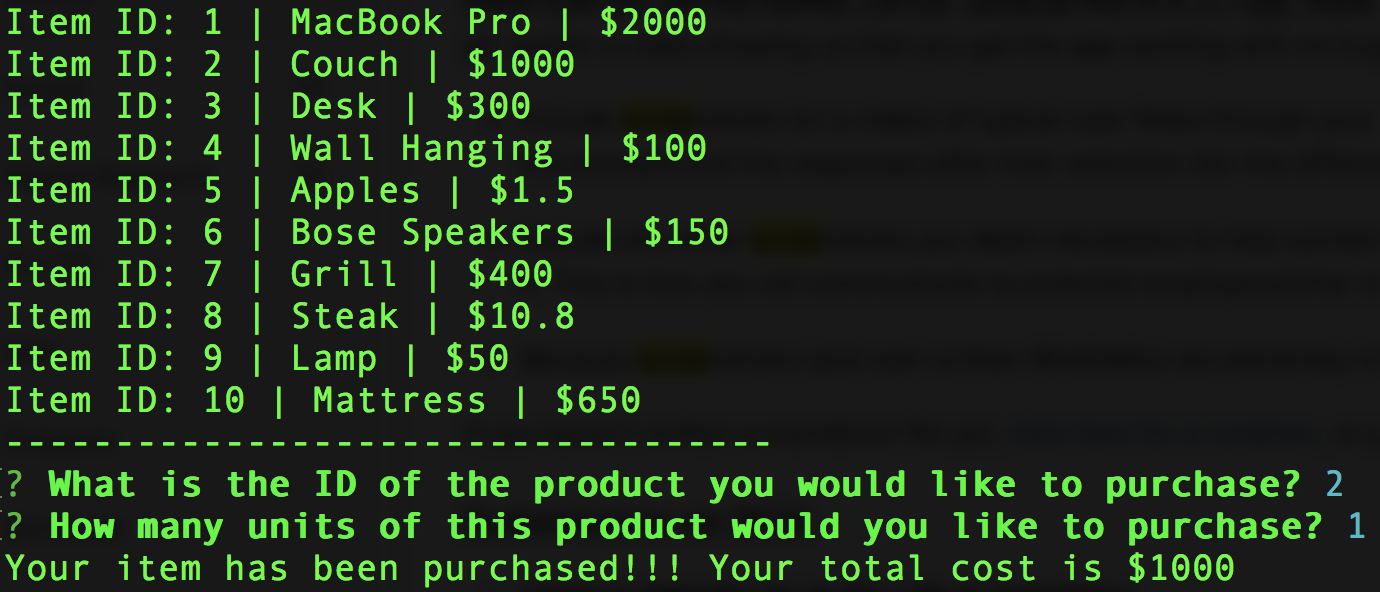 Item ID: 1 | MacBook Pro | $2000
Item ID: 2 | Couch | $1000
Item ID: 3 | Desk | $300
Item ID: 4 | Wall Hanging | $100
Item ID: 5 | Apples | $1.5
Item ID: 6 | Bose Speakers | $150
Item ID: 7 | Grill | $400
Item ID: 8 | Steak | $10.8
Item ID: 9 | Lamp | $50
Item ID: 10 | Mattress | $650
-----------------------------------
? What is the ID of the product you would like to purchase? 2
? How many units of this product would you like to purchase? 1
Your item has been purchased!!! Your total cost is $1000